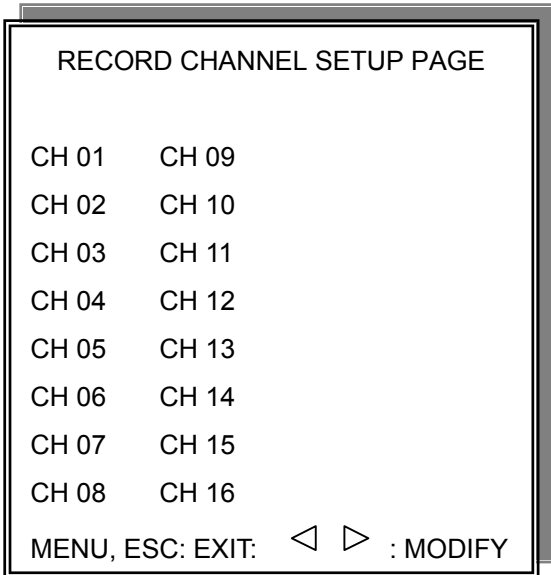 RECORD CHANNEL SETUP PAGE
CH 01 CH 09
CH 02 CH 10
CH 03 CH 11
CH 04 CH 12
CH 05 CH 13
CH 06 CH 14
CH 07 CH 15
CH 08 CH 16
MENU, ESC: EXIT: ◁ ▷ : MODIFY